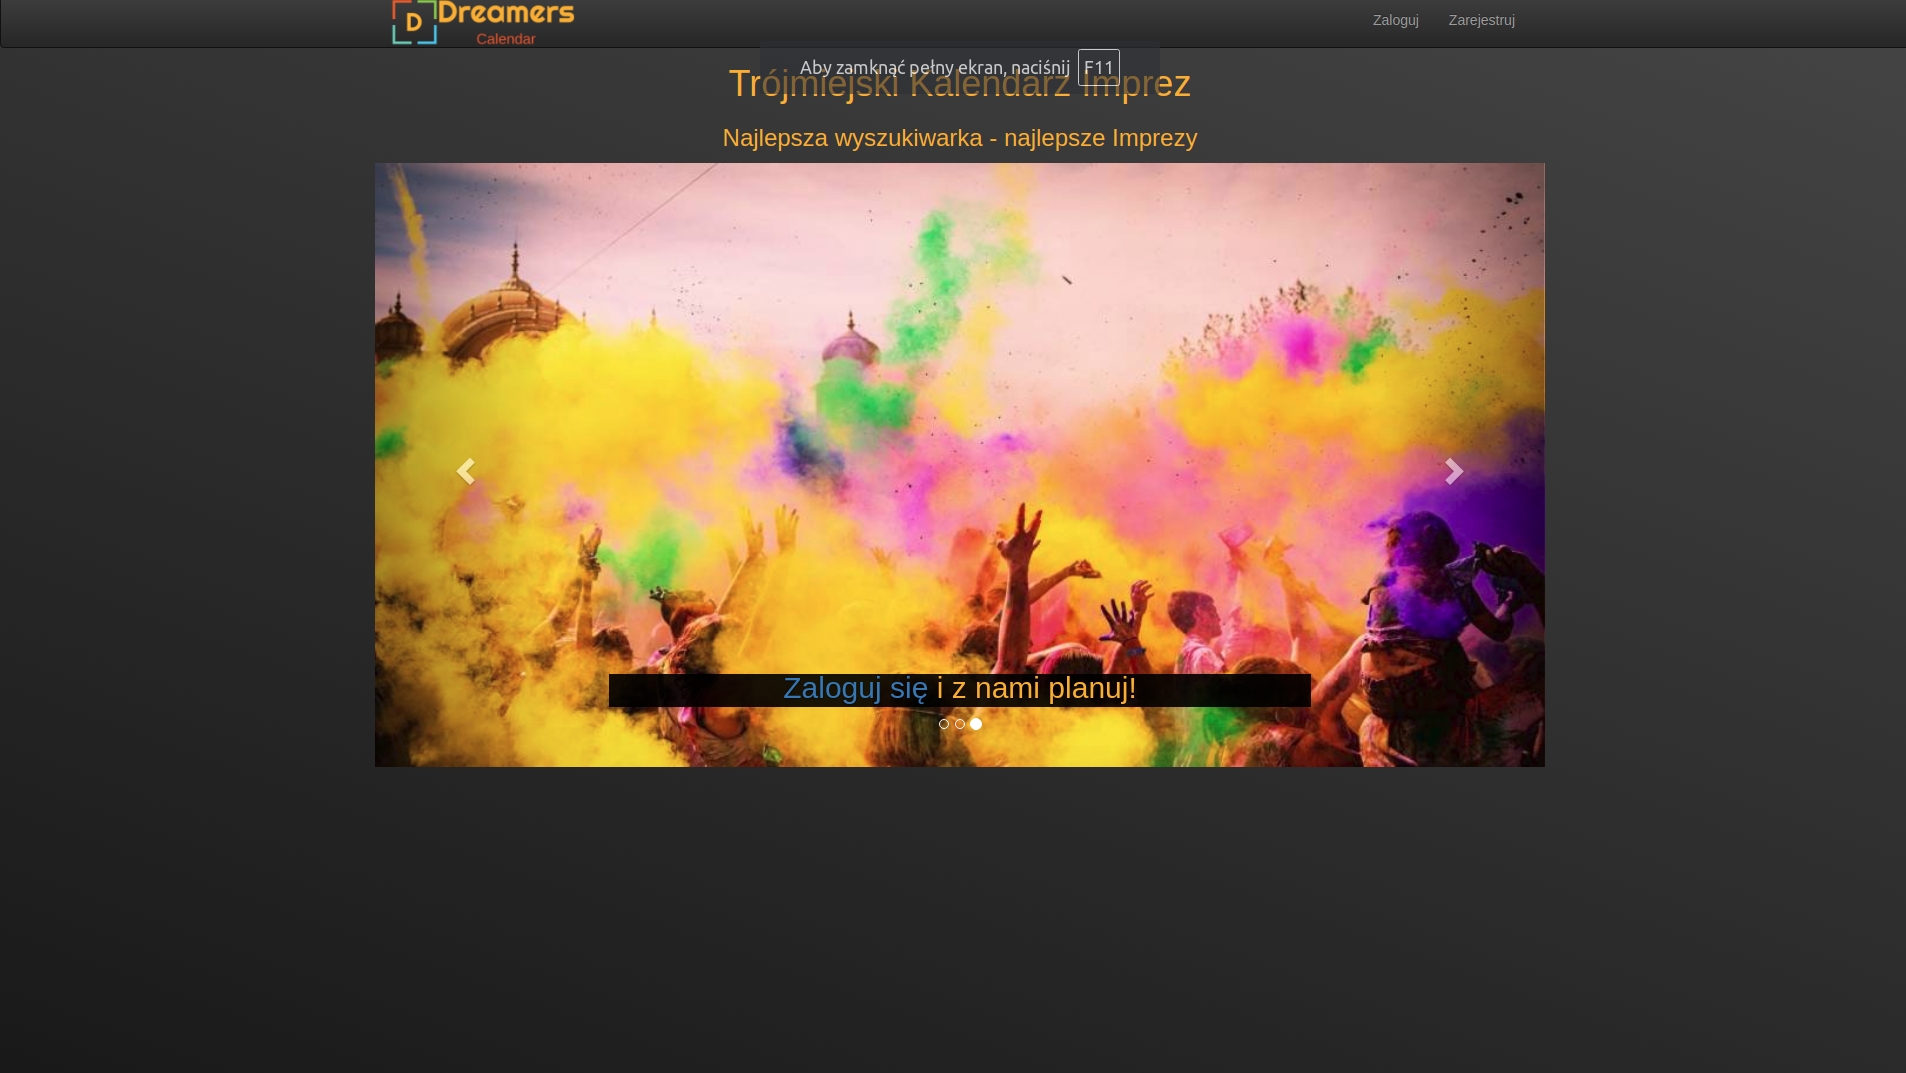 D Dreamers
Calendar
Zaloguj Zarejestruj
Aby zamknąć pełny ekran, naciśnij F11
Trójmiejski Kalendarz Imprez
Najlepsza wyszukiwarka - najlepsze Imprezy
Zaloguj się i z nami planuj!